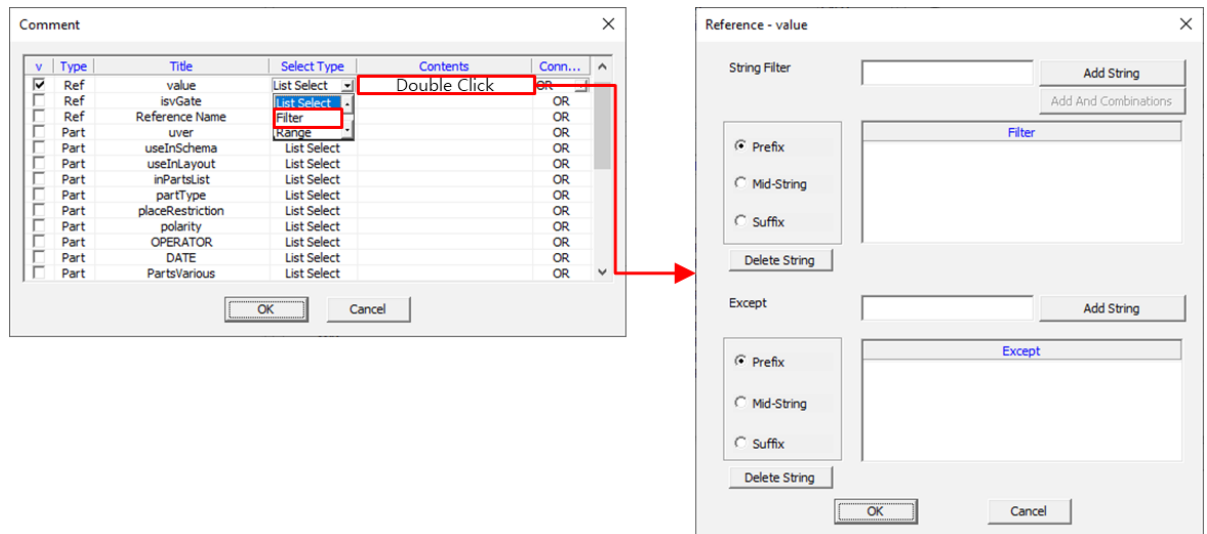 Comment
v Type Title Select Type Contents Conn...
Ref value List Select Double Click OR
Ref isvGate List Select OR
Ref Reference Name Filter OR
Part uver Range OR
Part useInSchema List Select OR
Part useInLayout List Select OR
Part inPartsList List Select OR
Part partType List Select OR
Part placeRestriction List Select OR
Part polarity List Select OR
Part OPERATOR List Select OR
Part DATE List Select OR
Part PartsVarious List Select OR
OK Cancel
Reference - value
String Filter Add String
Add And Combinations
Filter
Prefix
Mid-String
Suffix
Delete String
Except Add String
Except
Prefix
Mid-String
Suffix
Delete String
OK Cancel